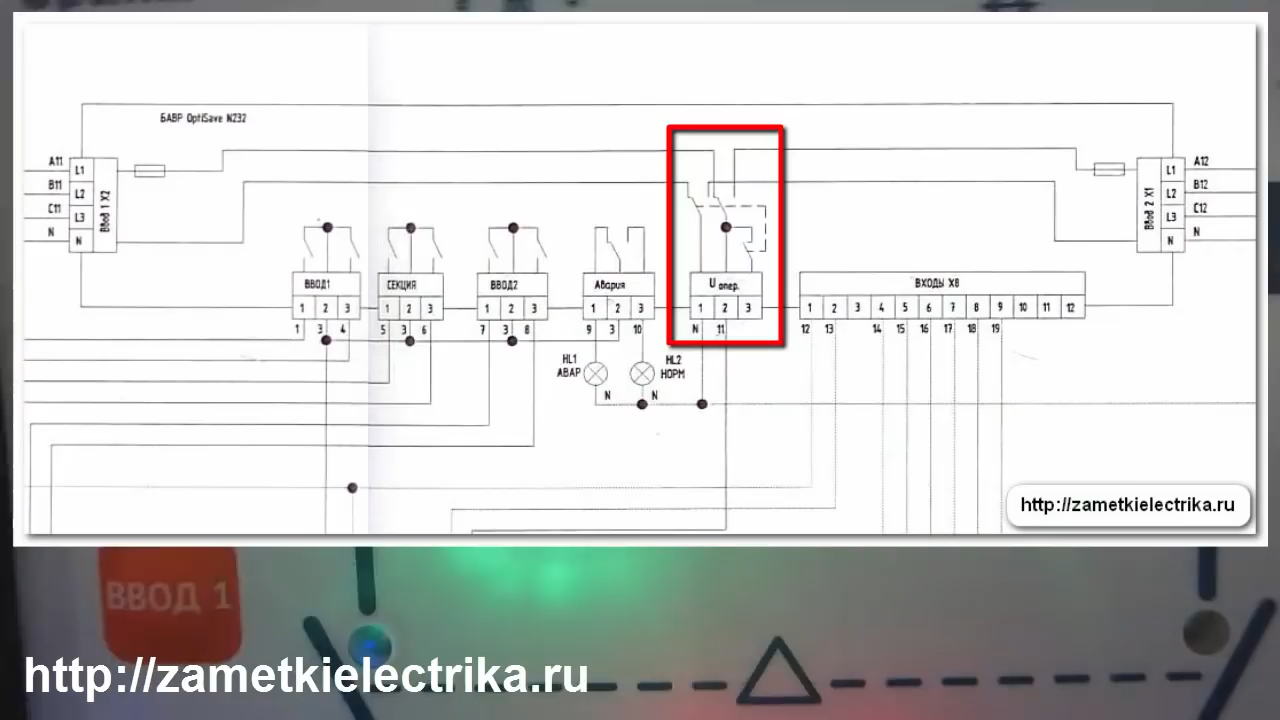 БАВР OptiSave N232
A11
B11
C11
N
L1
L2
L3
N
Ввод 1 X2
Ввод 2 X1
L1
L2
L3
N
A12
B12
C12
N
ВВОД1
СЕКЦИЯ
ВВОД2
Авария
U опер.
ВХОДЫ X8
1 2 3
1 2 3
1 2 3
1 2 3
1 2 3
1 2 3 4 5 6 7 8 9 10 11 12
1 3 4
5 3 6
7 3 8
9 3 10
N 11
12 13 14 15 16 17 18 19
HL1
АВАР
HL2
НОРМ
N
N
http://zametkielectrika.ru
ВВОД 1
http://zametkielectrika.ru